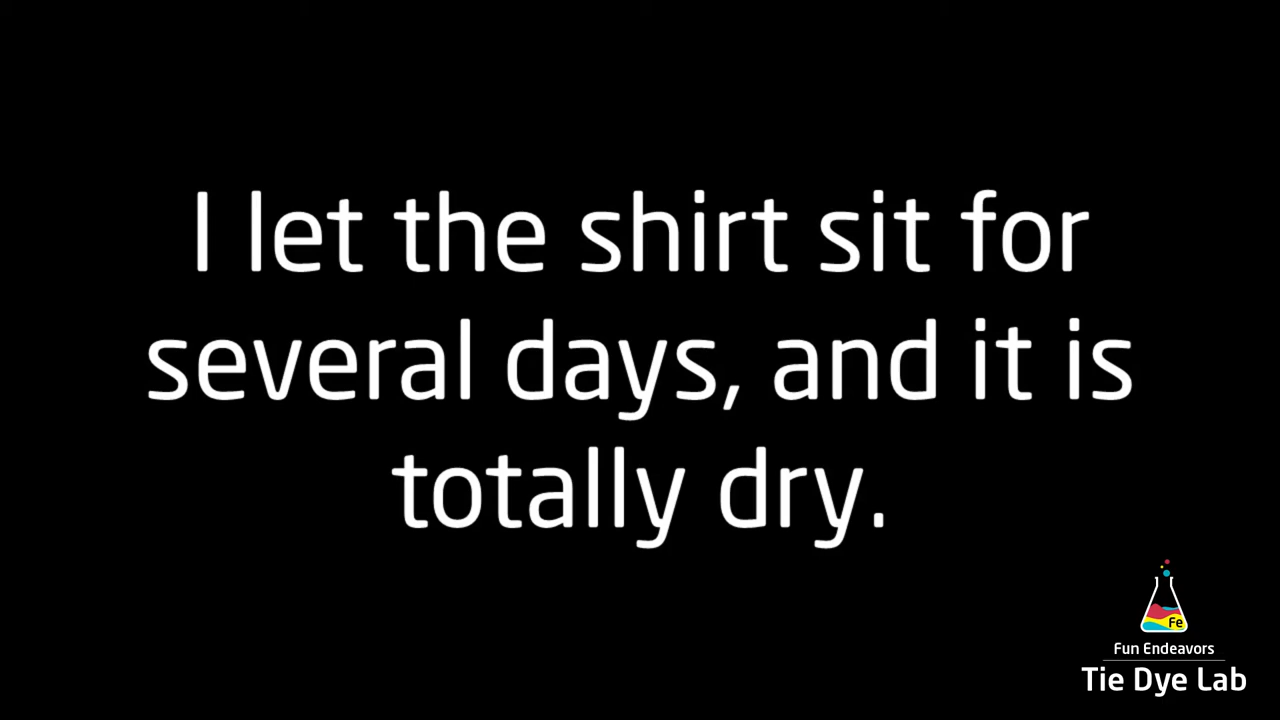 I let the shirt sit for
several days, and it is
totally dry.
Fe
Fun Endeavors
Tie Dye Lab